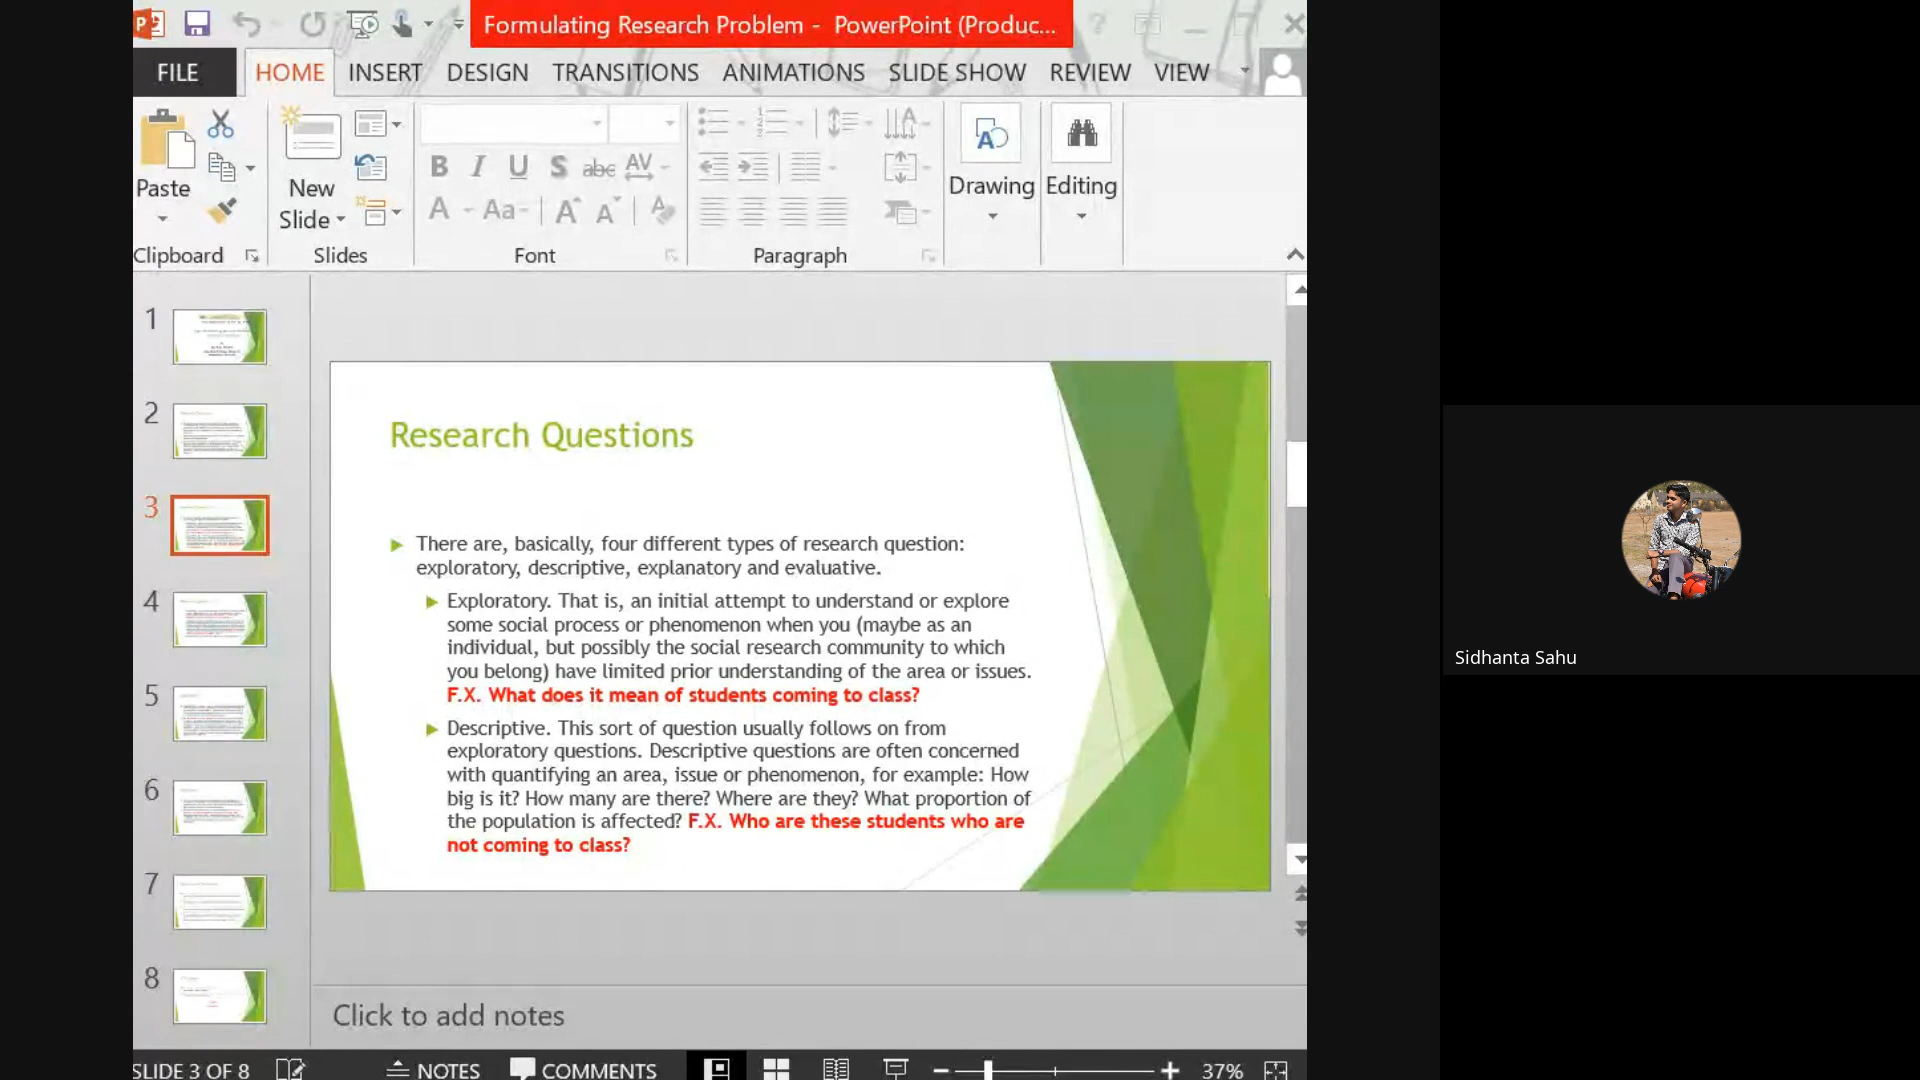 Formulating Research Problem - PowerPoint (Produc...
FILE HOME INSERT DESIGN TRANSITIONS ANIMATIONS SLIDE SHOW REVIEW VIEW
Paste
New
Slide
Drawing
Editing
Clipboard
Slides
Font
Paragraph
1
2
3
4
5
6
7
8
Research Questions
There are, basically, four different types of research question:
exploratory, descriptive, explanatory and evaluative.
Exploratory. That is, an initial attempt to understand or explore
some social process or phenomenon when you (maybe as an
individual, but possibly the social research community to which
you belong) have limited prior understanding of the area or issues.
F.X. What does it mean of students coming to class?
Descriptive. This sort of question usually follows on from
exploratory questions. Descriptive questions are often concerned
with quantifying an area, issue or phenomenon, for example: How
big is it? How many are there? Where are they? What proportion of
the population is affected? F.X. Who are these students who are
not coming to class?
Click to add notes
SLIDE 3 OF 8 NOTES COMMENTS 37%
Sidhanta Sahu